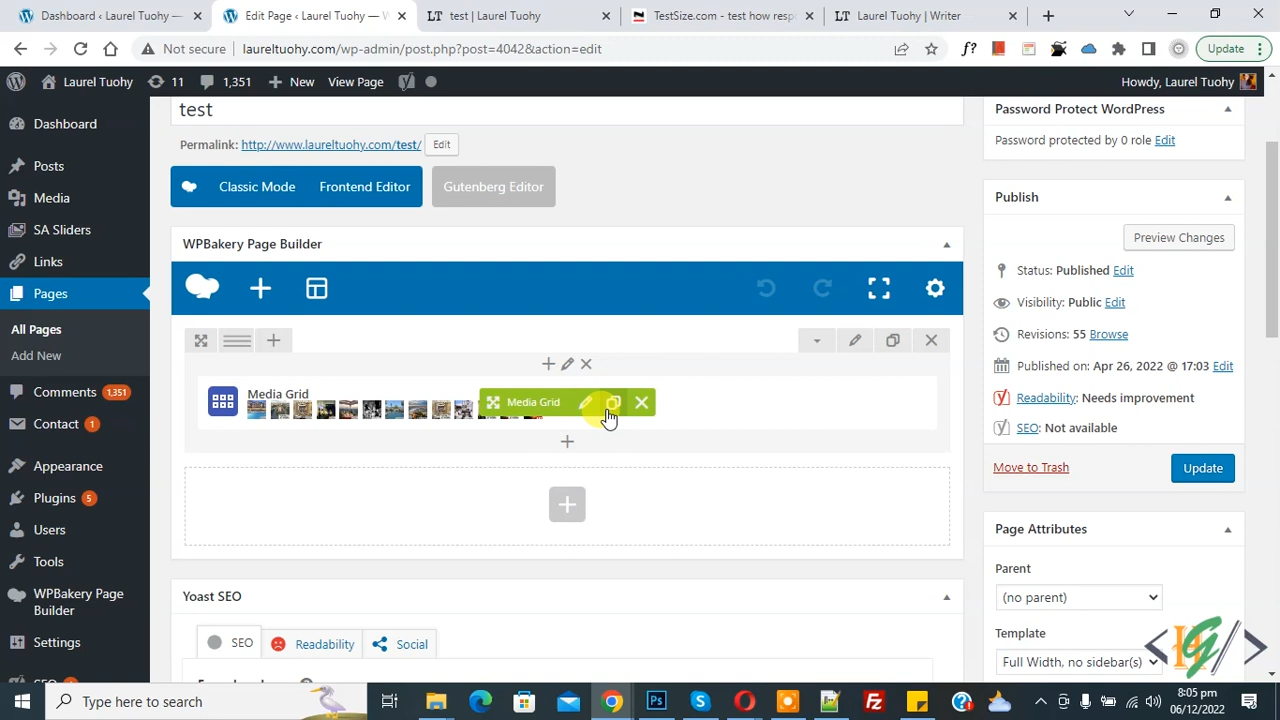 Dashboard ‹ Laurel Tuohy —
Edit Page ‹ Laurel Tuohy — W
LT test | Laurel Tuohy
TestSize.com - test how resp
LT Laurel Tuohy | Writer
Not secure
laureltuohy.com/wp-admin/post.php?post=4042&action=edit
f?
Update
Laurel Tuohy
11
1,351
New
View Page
Howdy, Laurel Tuohy
Dashboard
Posts
Media
SA Sliders
Links
Pages
All Pages
Add New
Comments 1,351
Contact 1
Appearance
Plugins 5
Users
Tools
WPBakery Page
Builder
Settings
SEO
test
Permalink: http://www.laureltuohy.com/test/ Edit
Classic Mode
Frontend Editor
Gutenberg Editor
WPBakery Page Builder
Media Grid
Media Grid
Yoast SEO
SEO
Readability
Social
Password Protect WordPress
Password protected by 0 role Edit
Publish
Preview Changes
Status: Published Edit
Visibility: Public Edit
Revisions: 55 Browse
Published on: Apr 26, 2022 @ 17:03 Edit
Readability: Needs improvement
SEO: Not available
Move to Trash
Update
Page Attributes
Parent
(no parent)
Template
Full Width, no sidebar(s)
Type here to search
8:05 pm
06/12/2022